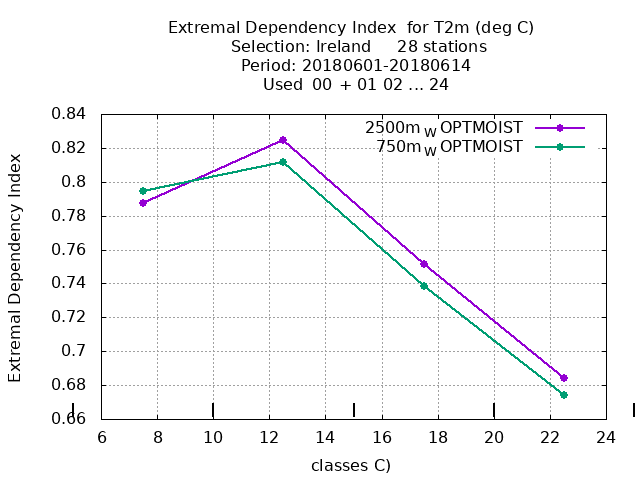 Extremal Dependency Index for T2m (deg C)
Selection: Ireland 28 stations
Period: 20180601-20180614
Used 00 + 01 02 ... 24
2500m W OPTMOIST
750m W OPTMOIST
Extremal Dependency Index
0.84
0.82
0.8
0.78
0.76
0.74
0.72
0.7
0.68
0.66
6 8 10 12 14 16 18 20 22 24
classes C)